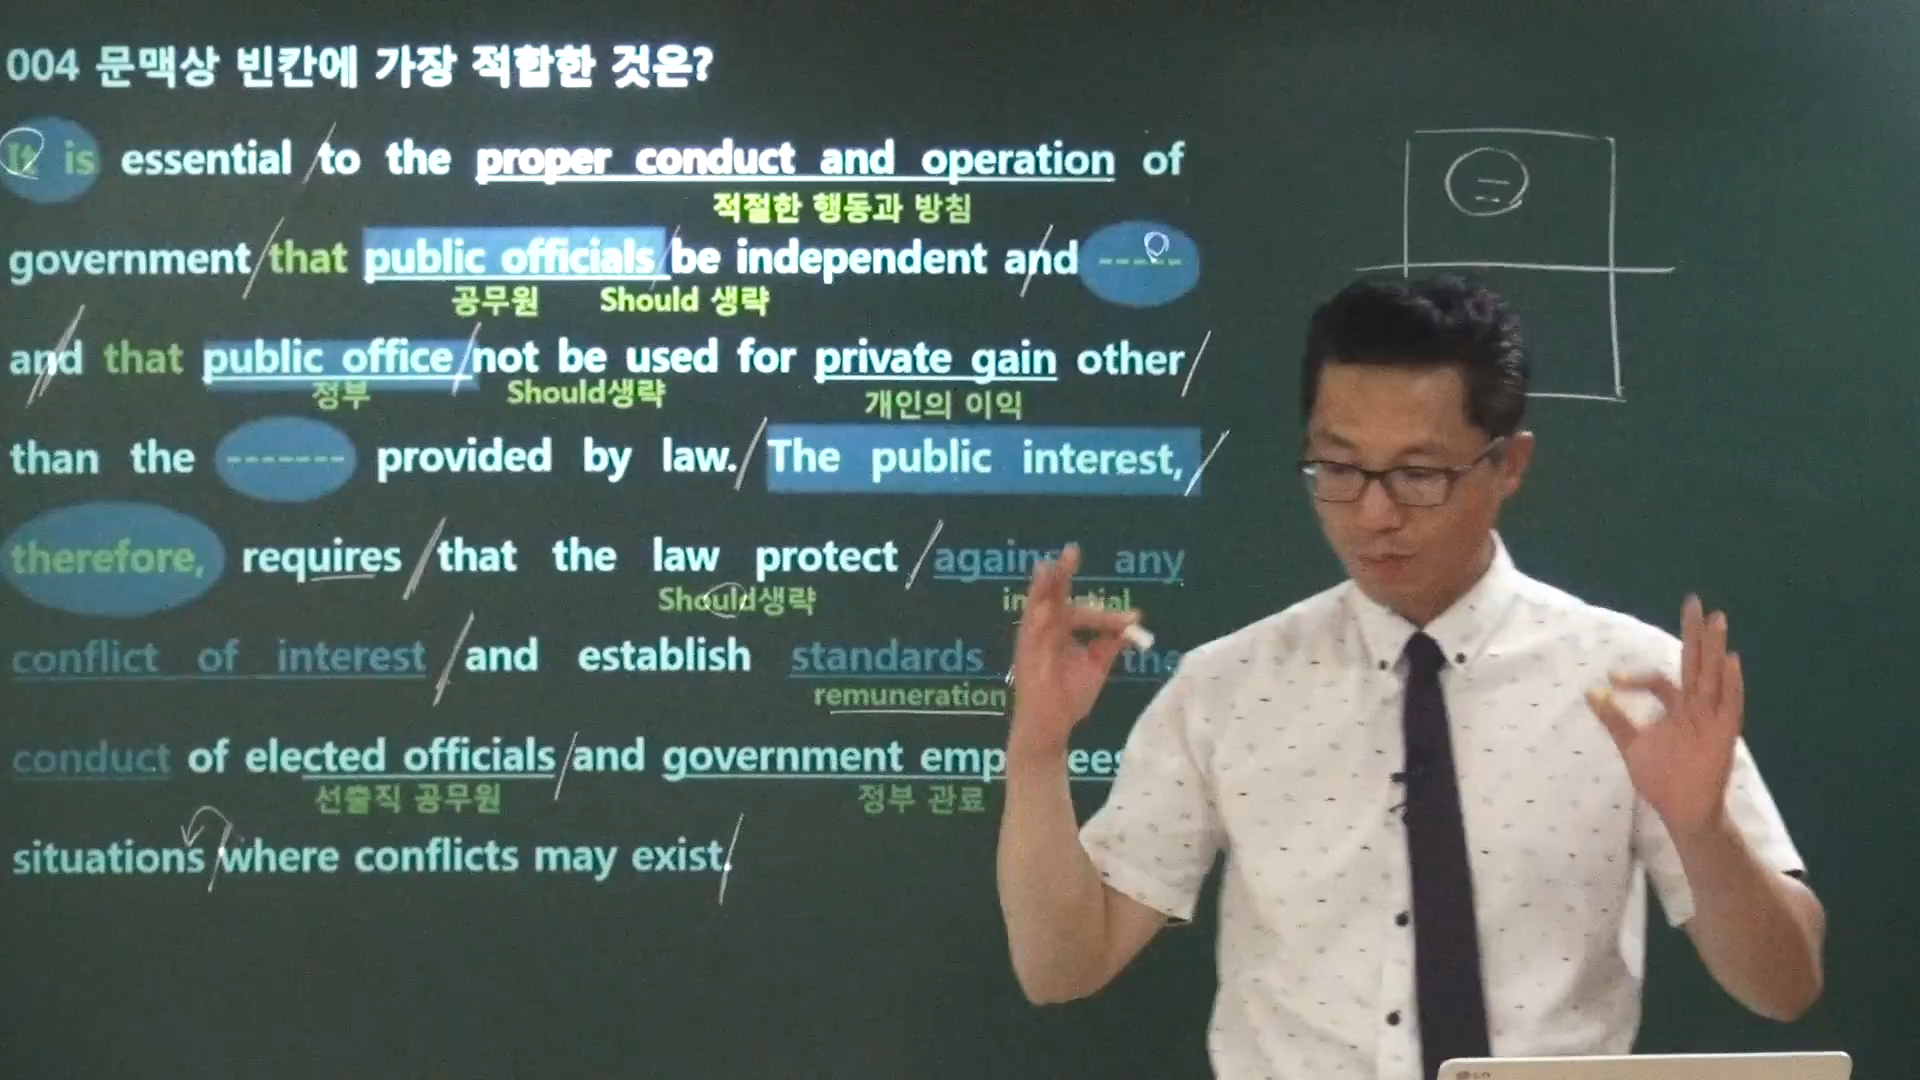 004 문맥상 빈칸에 가장 적합한 것은?
It is essential to the proper conduct and operation of
적절한 행동과 방침
government that public officials be independent and -----
공무원 Should 생략
and that public office not be used for private gain other
정부 Should생략 개인의 이익
than the ------- provided by law. The public interest,
therefore, requires that the law protect against any
Should생략
conflict of interest and establish standards the
remuneration
conduct of elected officials and government
선출직 공무원 정부 관료
situations where conflicts may exist.
LG